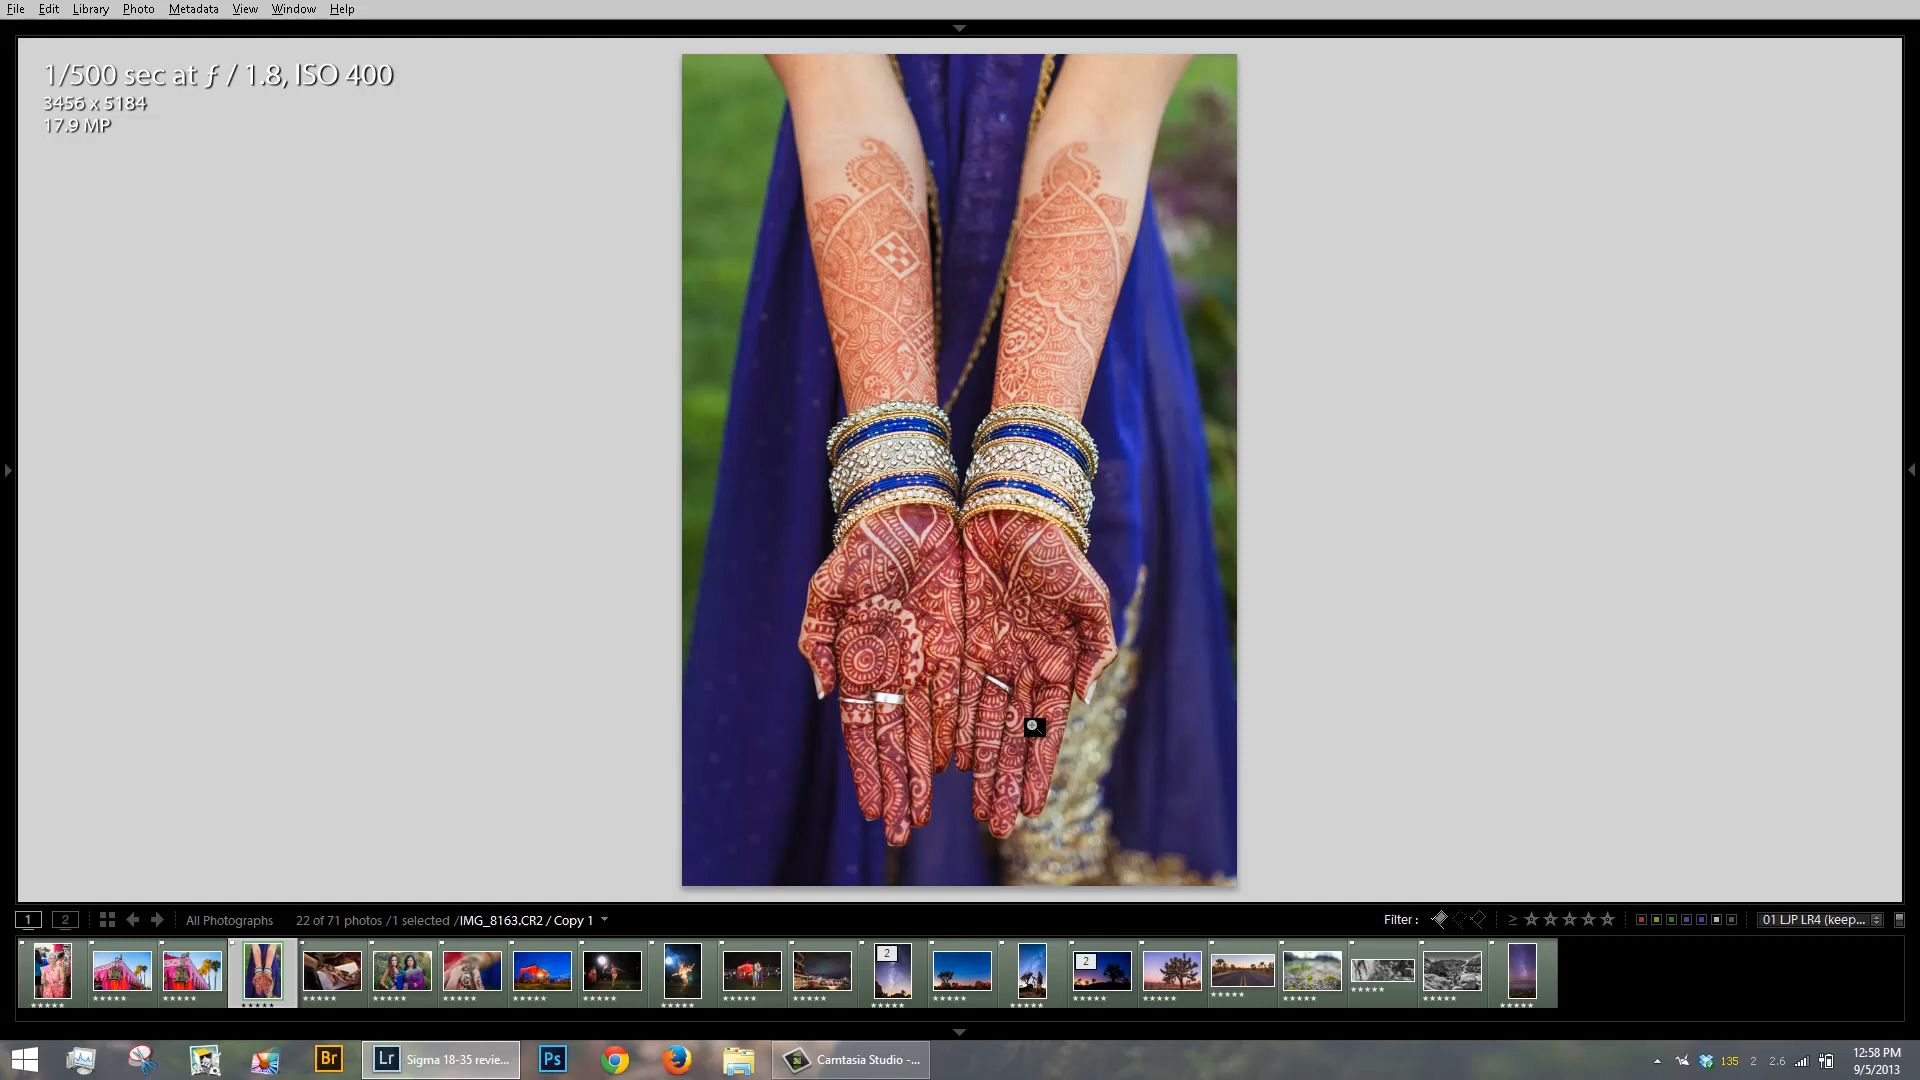 File Edit Library Photo Metadata View Window Help
1/500 sec at ƒ / 1.8, ISO 400
3456 x 5184
17.9 MP
1 2 All Photographs 22 of 71 photos /1 selected /IMG_8163.CR2 / Copy 1 Filter : ≥ 01 LJP LR4 (keep...
2 2
Br Lr Sigma 18-35 revie... Ps Camtasia Studio -... 135 2 2.6 12:58 PM
9/5/2013